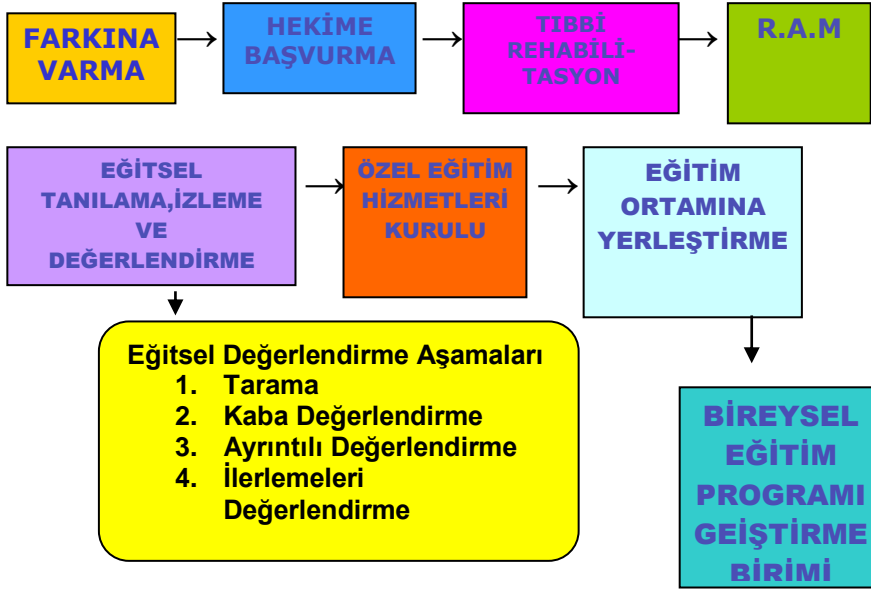 FARKINA
VARMA
→
HEKİME
BAŞVURMA
→
TIBBİ
REHABİLİ-
TASYON
→
R.A.M
EĞİTSEL
TANILAMA,İZLEME
VE
DEĞERLENDİRME
→
ÖZEL EĞİTİM
HİZMETLERİ
KURULU
→
EĞİTİM
ORTAMINA
YERLEŞTİRME
Eğitsel Değerlendirme Aşamaları
1. Tarama
2. Kaba Değerlendirme
3. Ayrıntılı Değerlendirme
4. İlerlemeleri
Değerlendirme
BİREYSEL
EĞİTİM
PROGRAMI
GEİŞTİRME
BİRİMİ